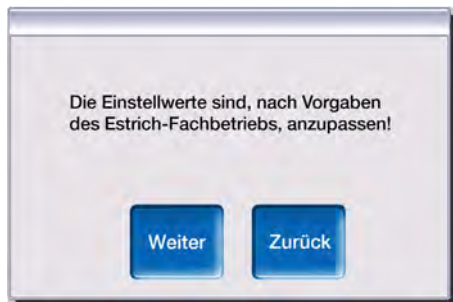 Die Einstellwerte sind, nach Vorgaben
des Estrich-Fachbetriebs, anzupassen!
Weiter
Zurück